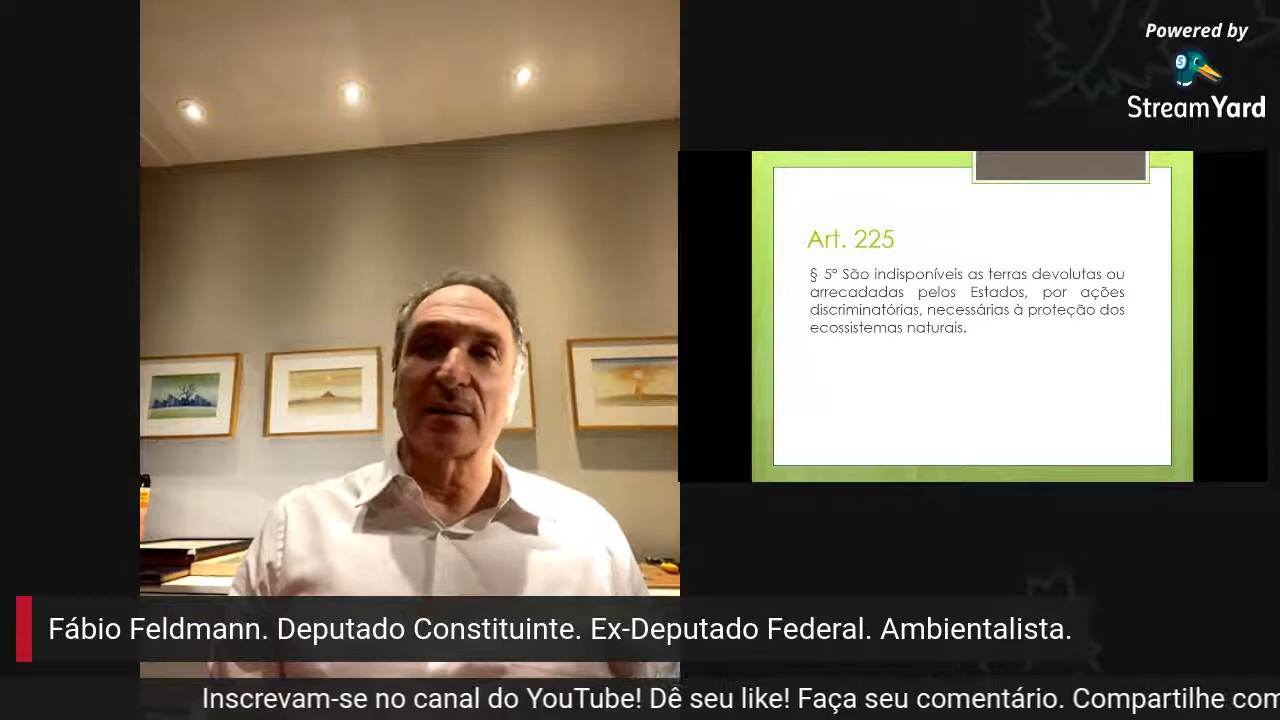 Powered by
StreamYard
Art. 225
§ 5º São indisponíveis as terras devolutas ou
arrecadadas pelos Estados, por ações
discriminatórias, necessárias à proteção dos
ecossistemas naturais.
Fábio Feldmann. Deputado Constituinte. Ex-Deputado Federal. Ambientalista.
Inscrevam-se no canal do YouTube! Dê seu like! Faça seu comentário. Compartilhe com